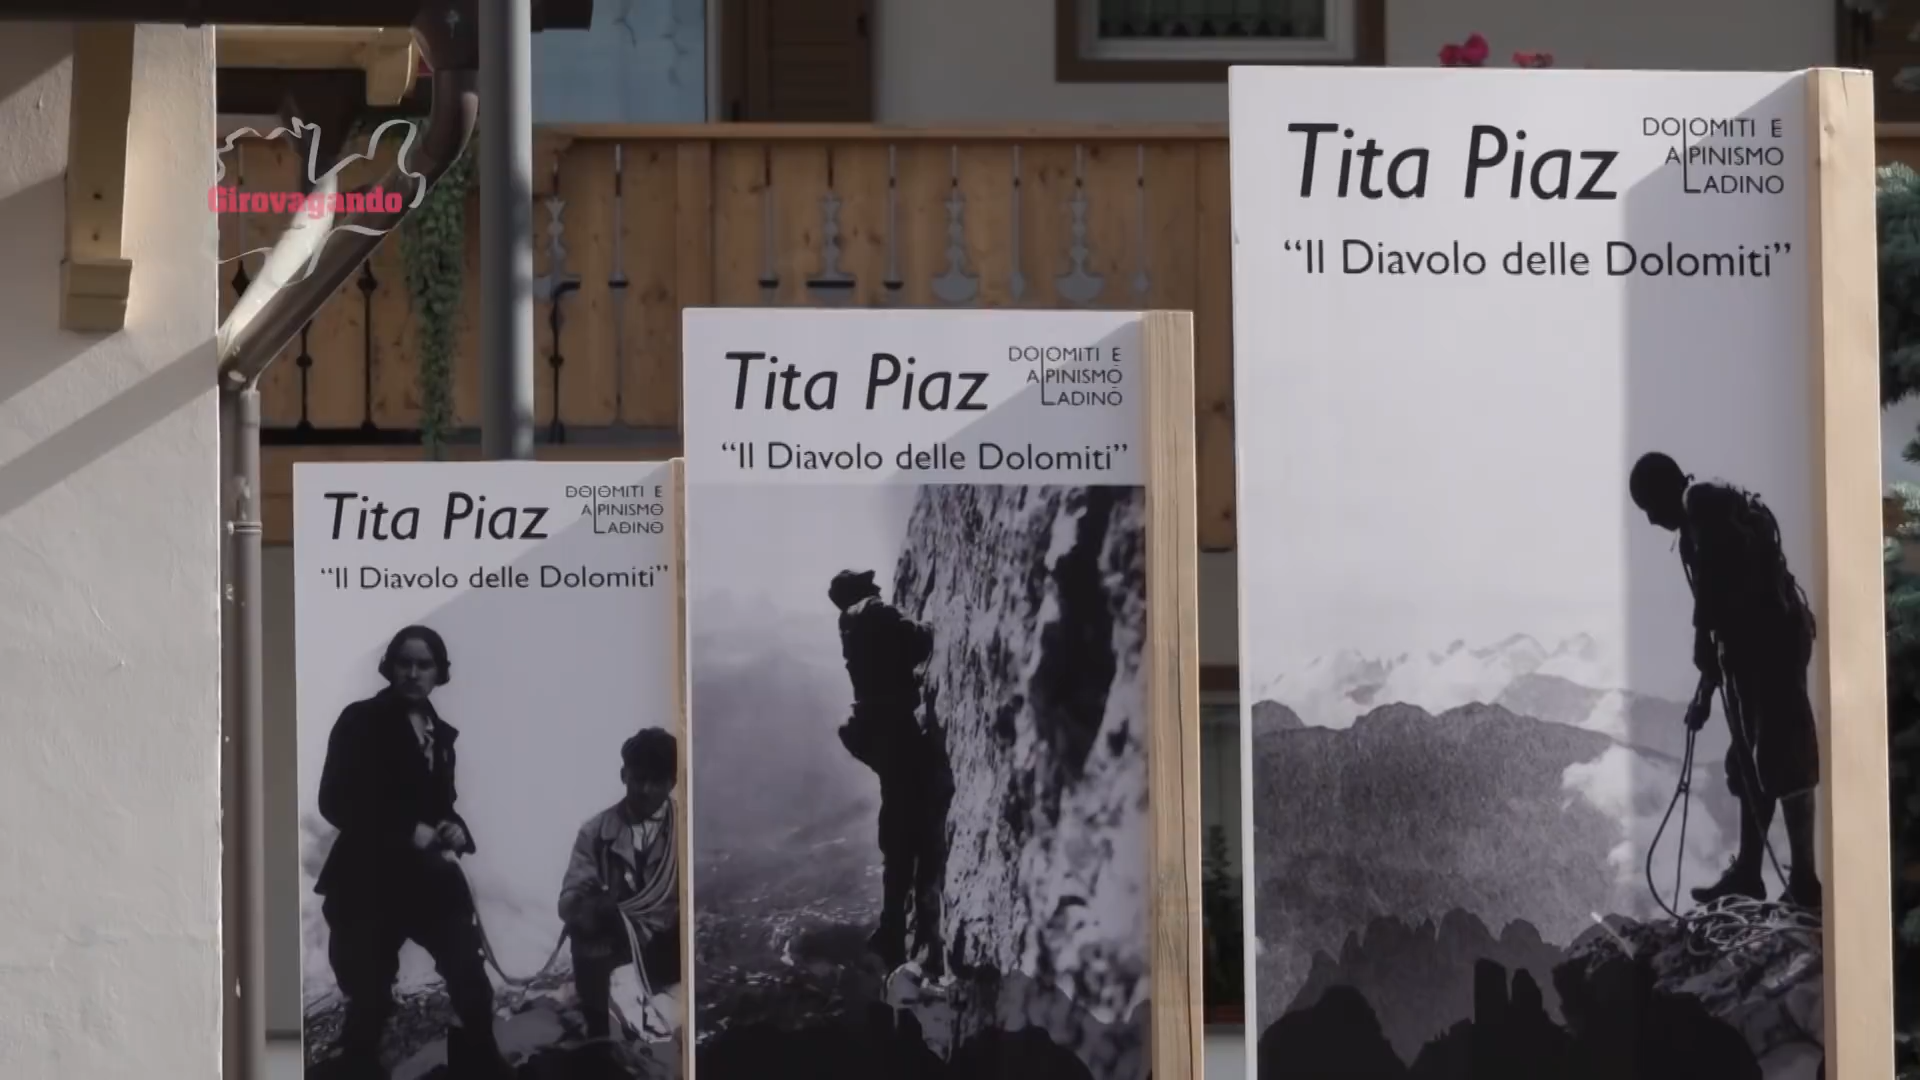 Girovagando
Tita Piaz
DOLOMITI E
ALPINISMO
LADINO
“Il Diavolo delle Dolomiti”
Tita Piaz
DOLOMITI E
ALPINISMO
LADINO
“Il Diavolo delle Dolomiti”
Tita Piaz
DOLOMITI E
ALPINISMO
LADINO
“Il Diavolo delle Dolomiti”